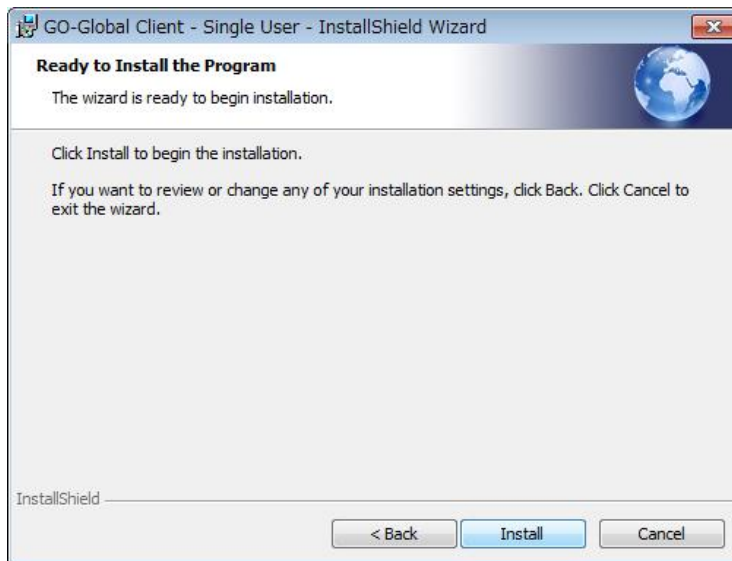 GO-Global Client - Single User - InstallShield Wizard
Ready to Install the Program
The wizard is ready to begin installation.
Click Install to begin the installation.
If you want to review or change any of your installation settings, click Back. Click Cancel to
exit the wizard.
InstallShield
< Back Install Cancel